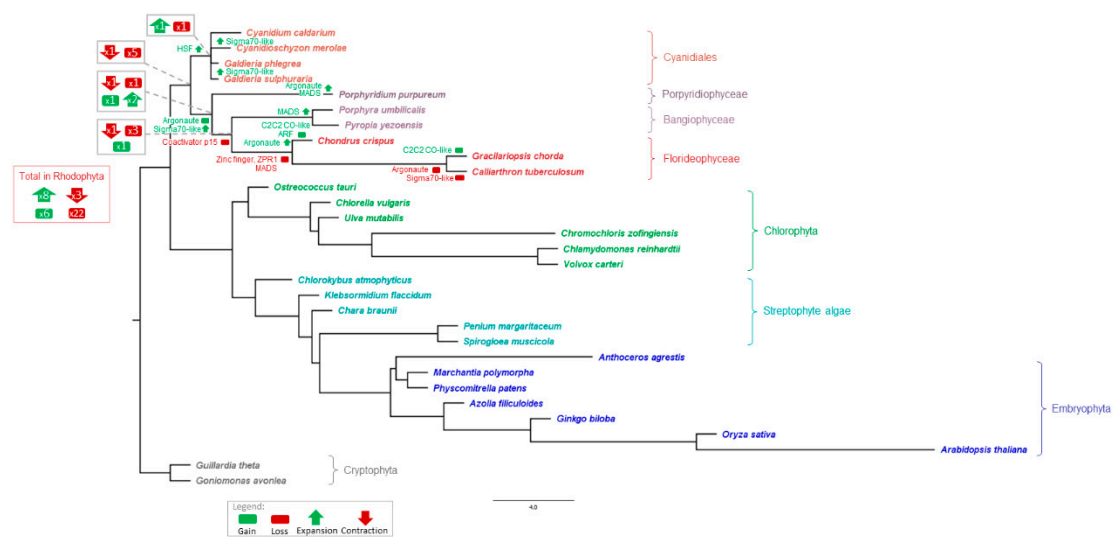 x1 x1
Cyanidium caldarium
Sigma70-like
HSF
Cyanidioschyzon merolae
x1 x5
Galdieria phlegrea
Sigma70-like
Galdieria sulphuraria
Cyanidiales
x1 x1
x1 x2
Argonaute
MADS
Porphyridium purpureum
Porpyridiophyceae
MADS
Porphyra umbilicalis
C2C2 CO-like
Pyropia yezoensis
Bangiophyceae
Argonaute
Sigma70-like
Coactivator p15
x1 x3
x1
ARF
Argonaute
Chondrus crispus
Zinc finger, ZPR1
MADS
C2C2 CO-like
Gracilariopsis chorda
Argonaute
Sigma70-like
Calliarthron tuberculosum
Florideophyceae
Total in Rhodophyta
x8 x3
x6 x22
Ostreococcus tauri
Chlorella vulgaris
Ulva mutabilis
Chromochloris zofingiensis
Chlamydomonas reinhardtii
Volvox carteri
Chlorophyta
Chlorokybus atmophyticus
Klebsormidium flaccidum
Chara braunii
Penium margaritaceum
Spirogloea muscicola
Streptophyte algae
Anthoceros agrestis
Marchantia polymorpha
Physcomitrella patens
Azolla filiculoides
Ginkgo biloba
Oryza sativa
Arabidopsis thaliana
Embryophyta
Guillardia theta
Goniomonas avonlea
Cryptophyta
-4.0
Legend:
Gain Loss Expansion Contraction